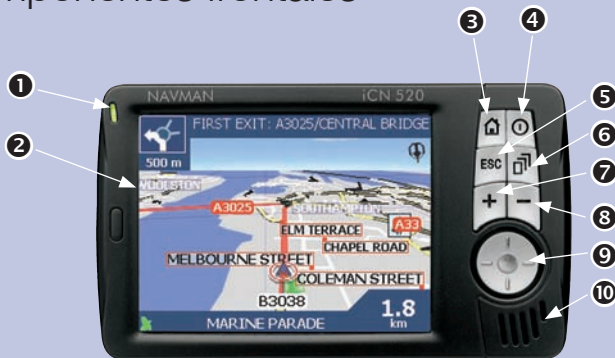 mponentes frontales
NAVMAN iCN 520
FIRST EXIT: A3025/CENTRAL BRIDGE
500 m
WOOLSTON
SOUTHAMPTON
A3025
A33
ELM TERRACE
CHAPEL ROAD
MELBOURNE STREET
COLEMAN STREET
B3038
1.8
km
MARINE PARADE
ESC
+
−
1
2
3
4
5
6
7
8
9
10